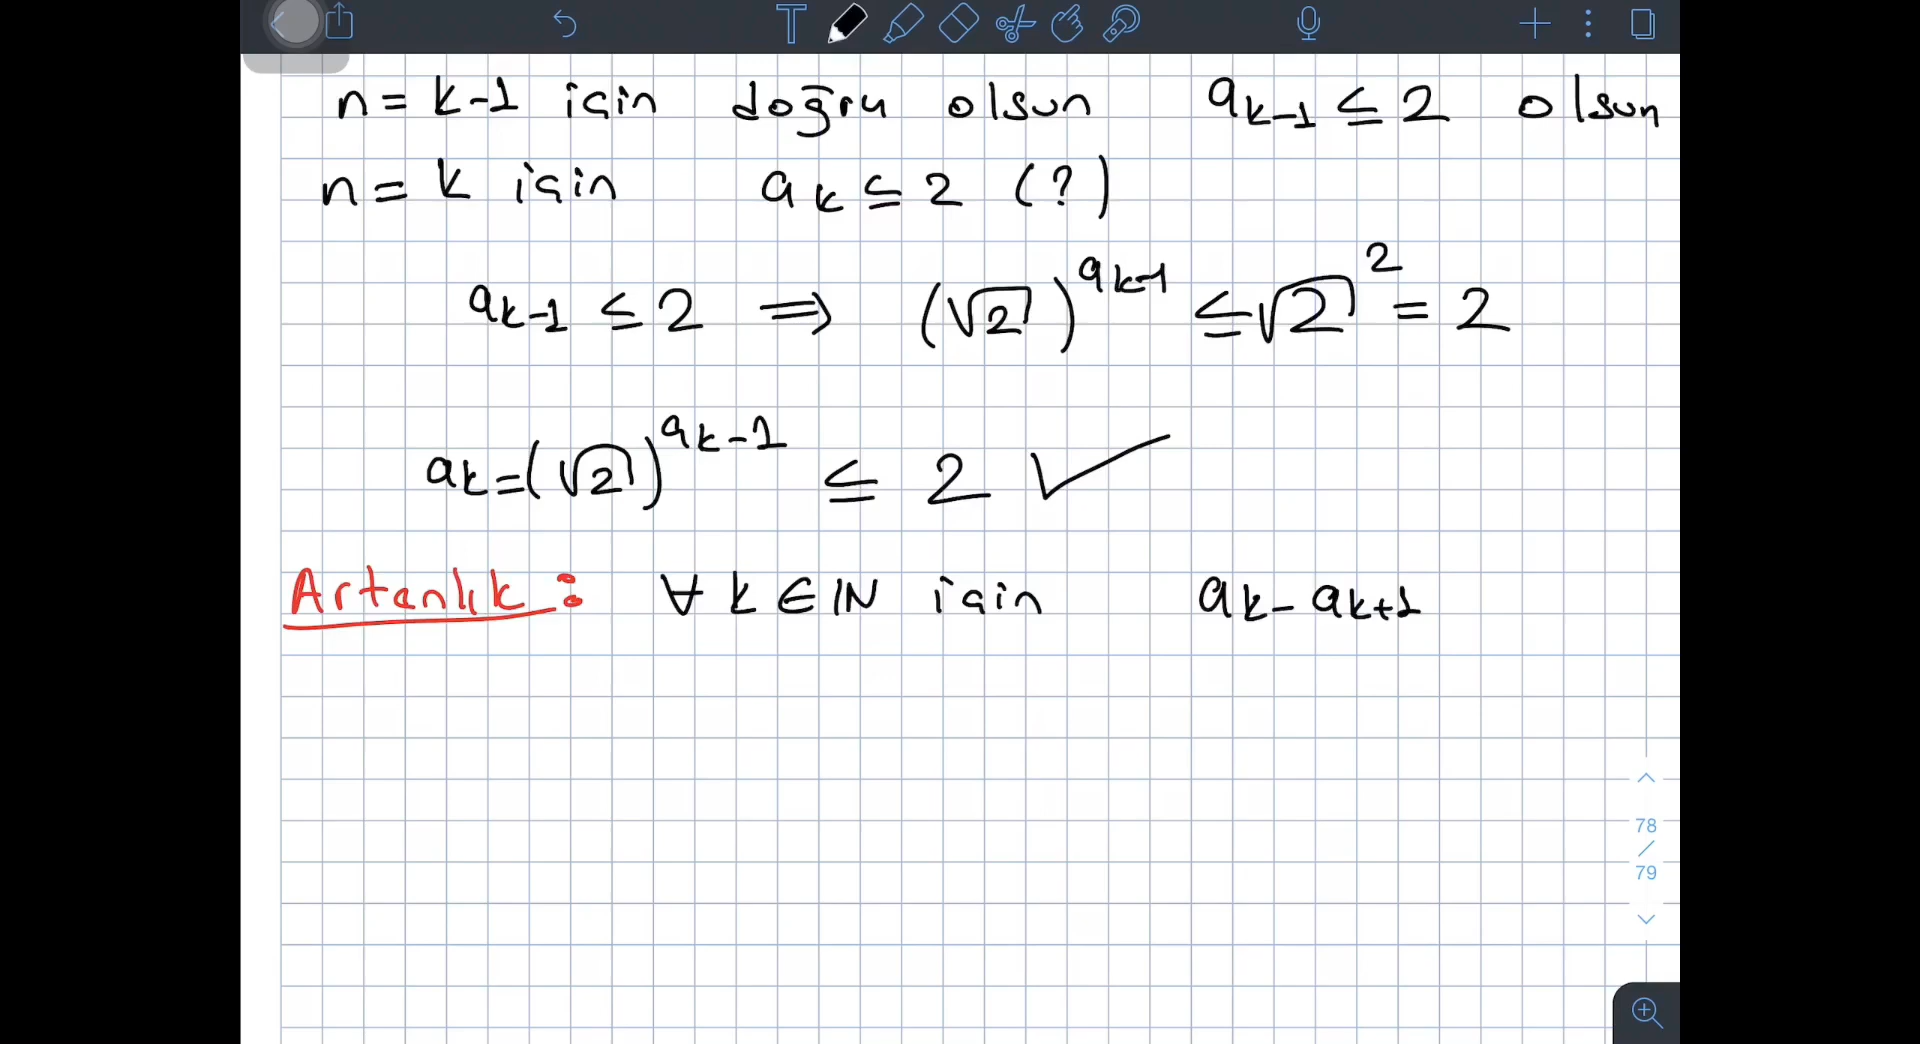 n = k-1 için doğru olsun a_{k-1} ≤ 2 olsun
n = k için a_k ≤ 2 (?)
a_{k-1} ≤ 2 ⟹ (√2)^{a_{k-1}} ≤ √2^2 = 2
a_k = (√2)^{a_{k-1}} ≤ 2 ✓
Artanlık : ∀ k ∈ ℕ için a_k - a_{k+1}
78
/
79